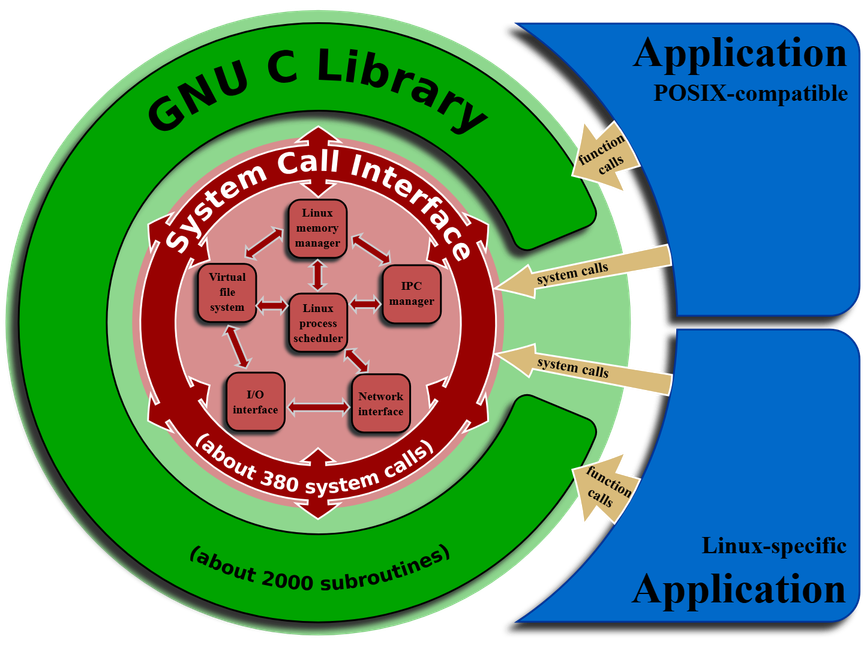 GNU C Library
System Call Interface
Linux
memory
manager
Virtual
file
system
IPC
manager
Linux
process
scheduler
I/O
interface
Network
interface
(about 380 system calls)
(about 2000 subroutines)
Application
POSIX-compatible
function
calls
system calls
system calls
function
calls
Linux-specific
Application